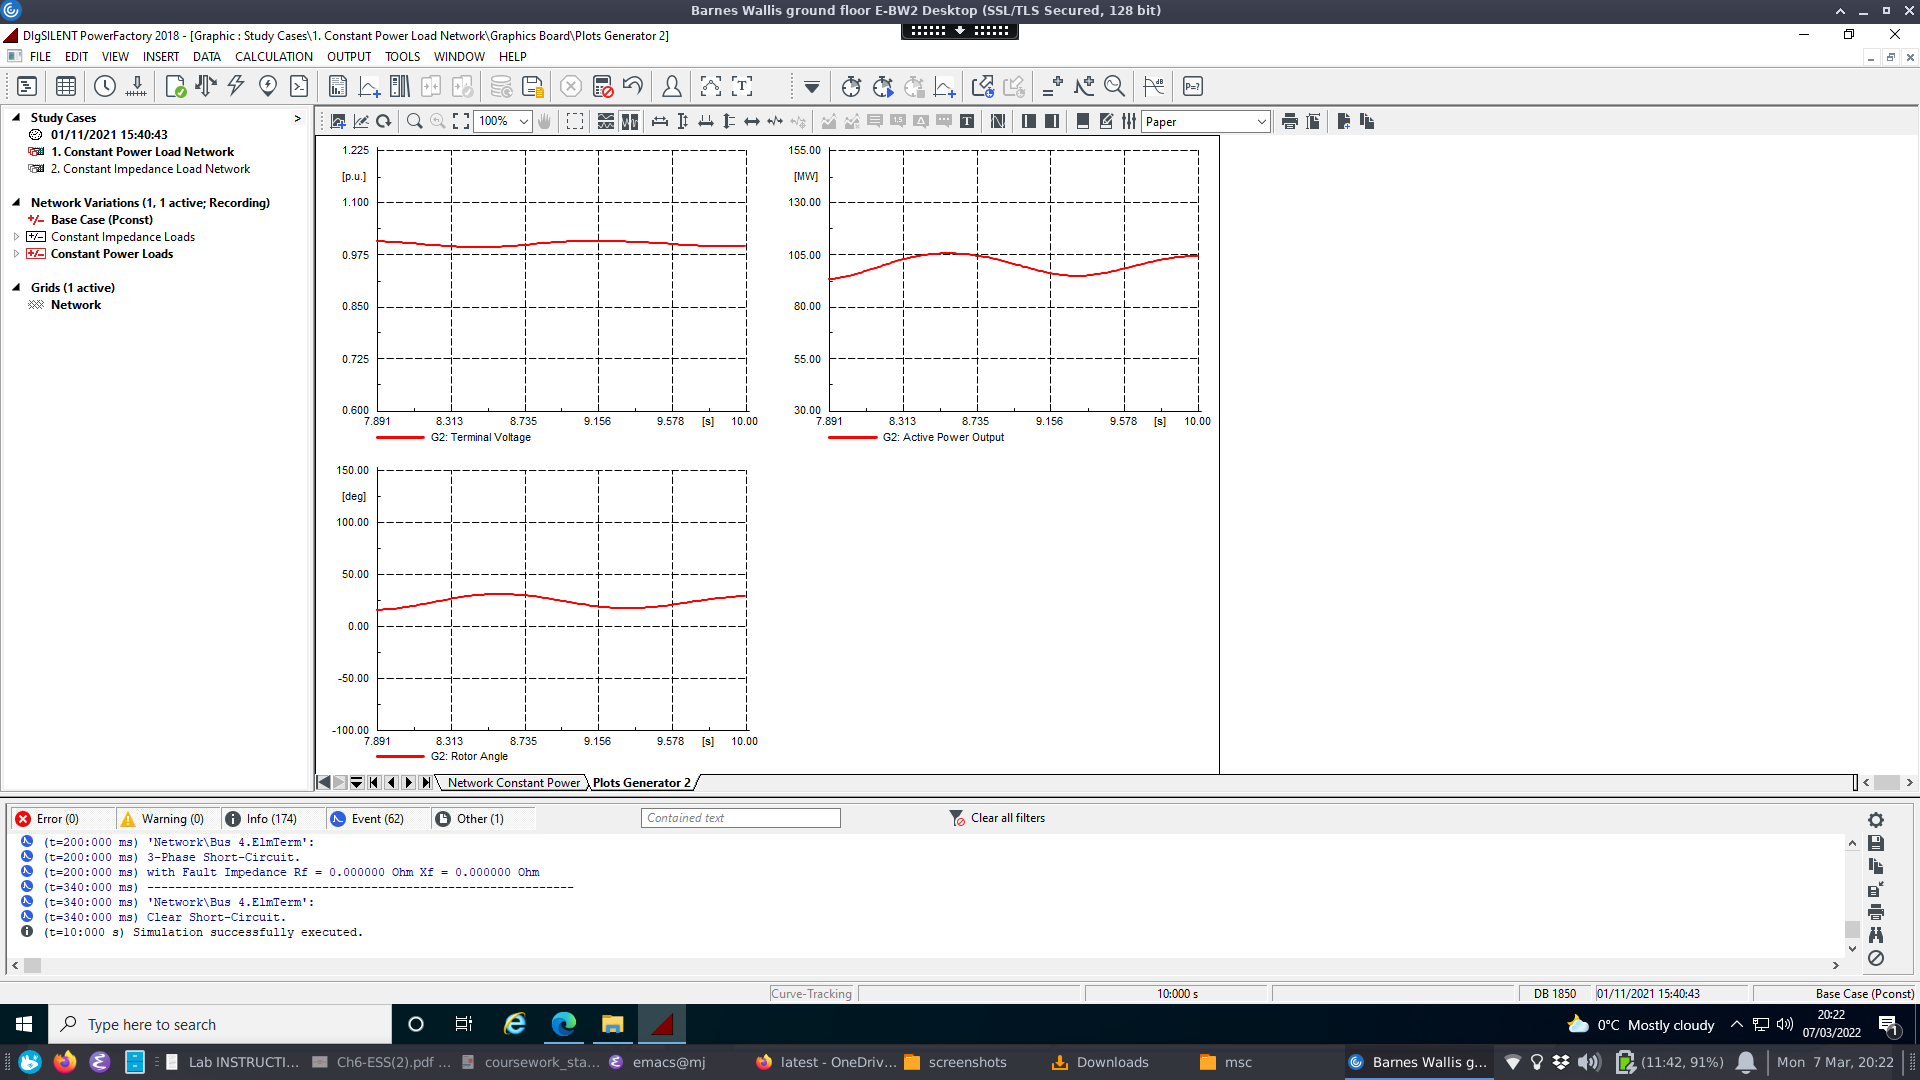 Barnes Wallis ground floor E-BW2 Desktop (SSL/TLS Secured, 128 bit)
DIgSILENT PowerFactory 2018 - [Graphic : Study Cases\1. Constant Power Load Network\Graphics Board\Plots Generator 2]
FILE EDIT VIEW INSERT DATA CALCULATION OUTPUT TOOLS WINDOW HELP
100%
Paper
Study Cases
01/11/2021 15:40:43
1. Constant Power Load Network
2. Constant Impedance Load Network
Network Variations (1, 1 active; Recording)
Base Case (Pconst)
Constant Impedance Loads
Constant Power Loads
Grids (1 active)
Network
1.225
[p.u.]
1.100
0.975
0.850
0.725
0.600
7.891 8.313 8.735 9.156 9.578 [s] 10.00
G2: Terminal Voltage
155.00
[MW]
130.00
105.00
80.00
55.00
30.00
7.891 8.313 8.735 9.156 9.578 [s] 10.00
G2: Active Power Output
150.00
[deg]
100.00
50.00
0.00
-50.00
-100.00
7.891 8.313 8.735 9.156 9.578 [s] 10.00
G2: Rotor Angle
Network Constant Power Plots Generator 2
Error (0) Warning (0) Info (174) Event (62) Other (1) Contained text Clear all filters
(t=200:000 ms) 'Network\Bus 4.ElmTerm':
(t=200:000 ms) 3-Phase Short-Circuit.
(t=200:000 ms) with Fault Impedance Rf = 0.000000 Ohm Xf = 0.000000 Ohm
(t=340:000 ms) -------------------------------------------------------------
(t=340:000 ms) 'Network\Bus 4.ElmTerm':
(t=340:000 ms) Clear Short-Circuit.
(t=10:000 s) Simulation successfully executed.
Curve-Tracking 10:000 s DB 1850 01/11/2021 15:40:43 Base Case (Pconst)
Type here to search
0°C Mostly cloudy
20:22
07/03/2022
1
Lab INSTRUCTI... Ch6-ESS(2).pdf ... coursework_sta... emacs@mj latest - OneDriv... screenshots Downloads msc Barnes Wallis g... (11:42, 91%) Mon 7 Mar, 20:22